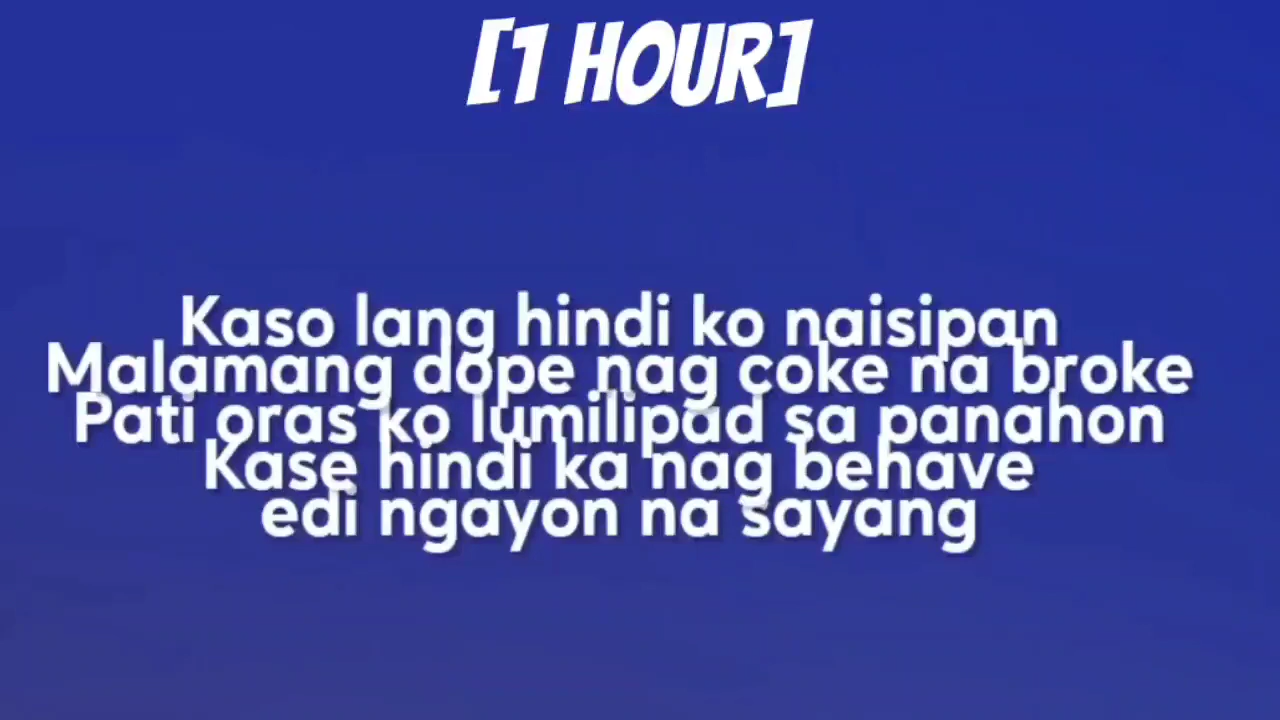 [1 HOUR]
Kaso lang hindi ko naisipan
Malamang dope nag coke na broke
Pati oras ko lumilipad sa panahon
Kase hindi ka nag behave
edi ngayon na sayang